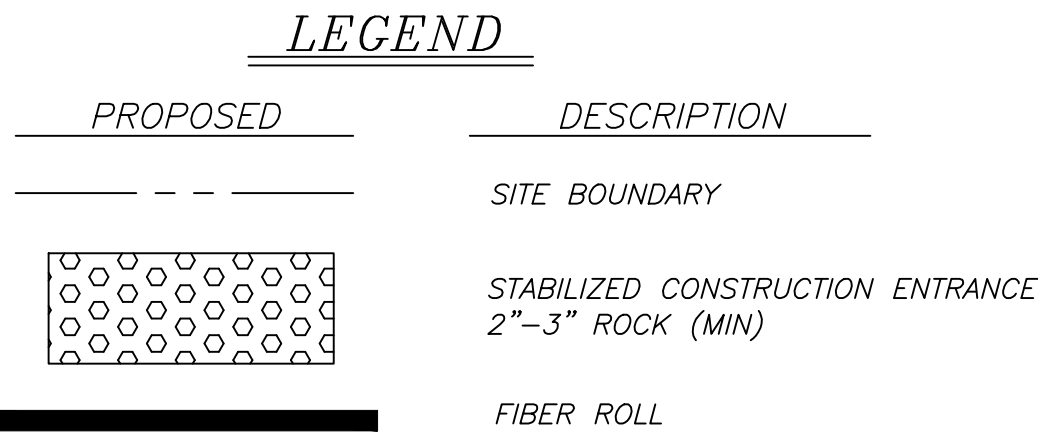 LEGEND
PROPOSED DESCRIPTION
SITE BOUNDARY
STABILIZED CONSTRUCTION ENTRANCE
2”–3” ROCK (MIN)
FIBER ROLL